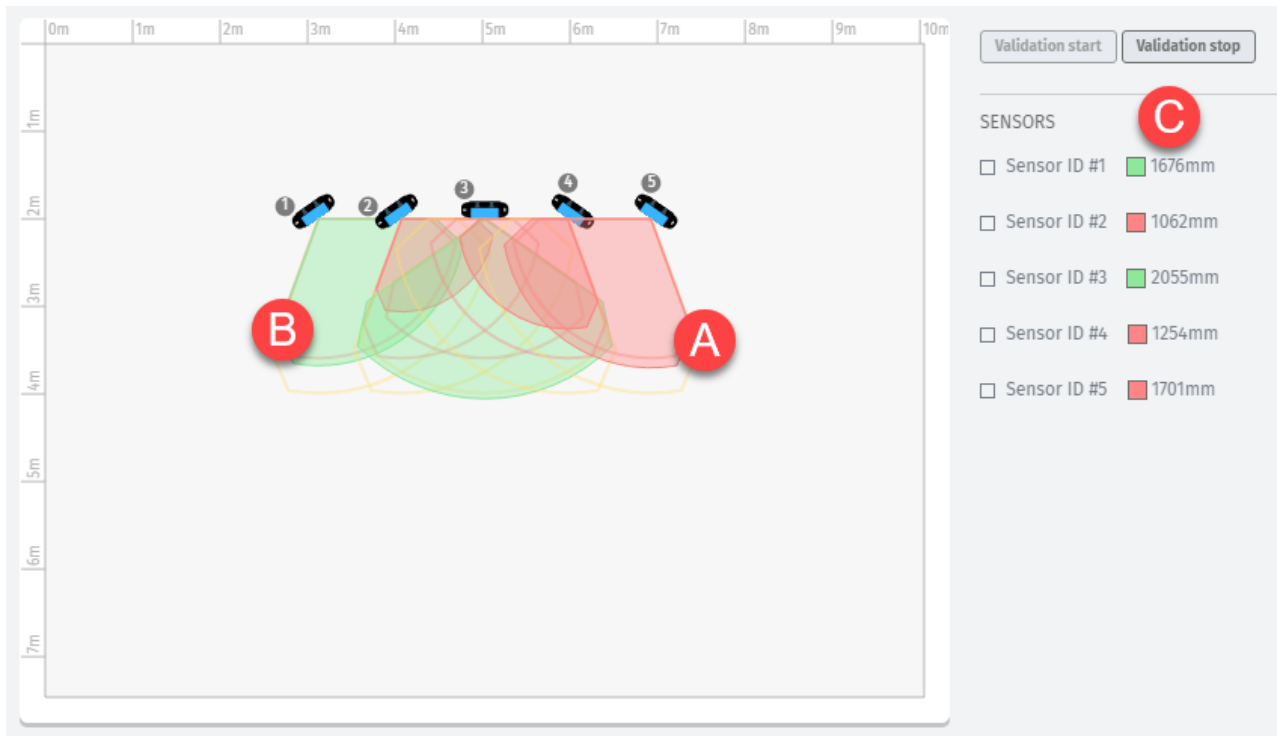 0m 1m 2m 3m 4m 5m 6m 7m 8m 9m 10m
Validation start Validation stop
1m
C
SENSORS
Sensor ID #1 1676mm
2m
1 2 3 4 5
Sensor ID #2 1062mm
3m
Sensor ID #3 2055mm
B
A
Sensor ID #4 1254mm
4m
Sensor ID #5 1701mm
5m
6m
7m